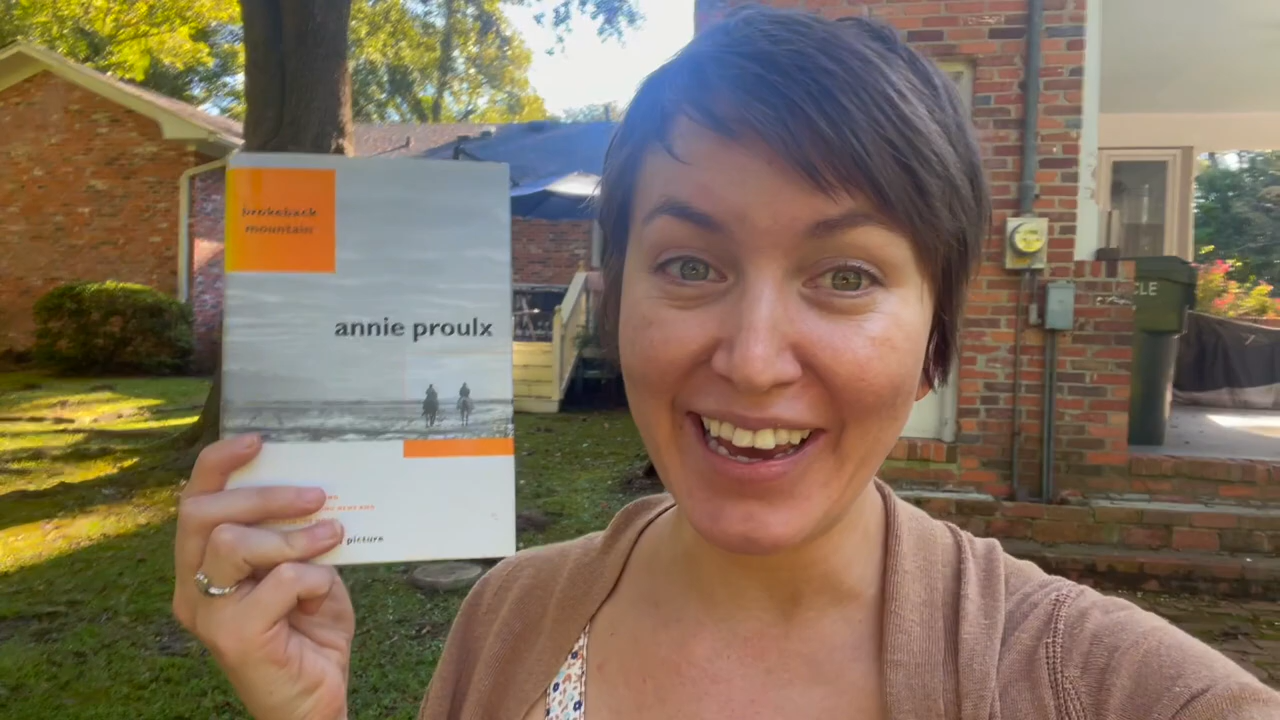 brokeback
mountain
annie proulx
picture
CLE